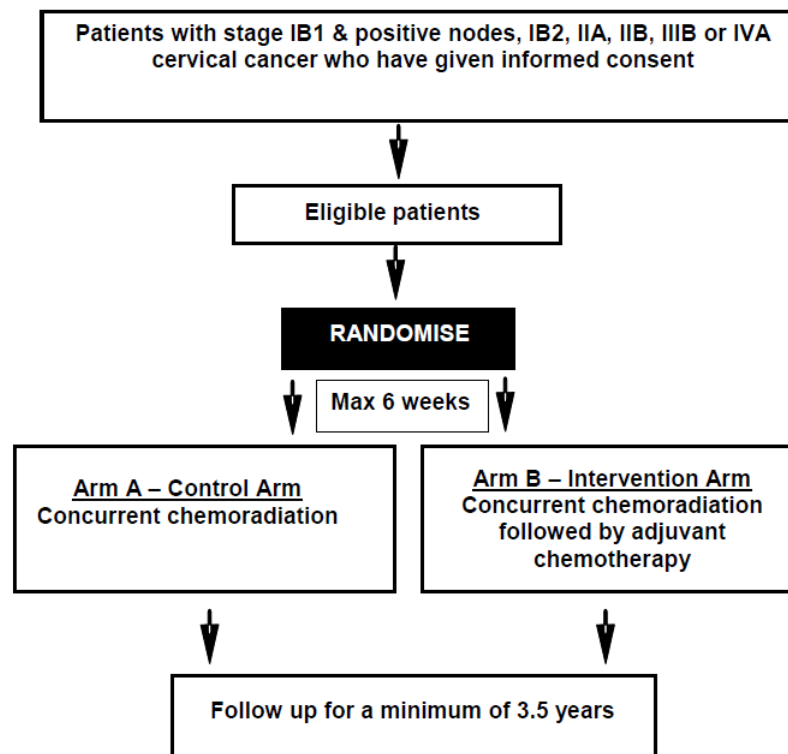 Patients with stage IB1 & positive nodes, IB2, IIA, IIB, IIIB or IVA
cervical cancer who have given informed consent
Eligible patients
RANDOMISE
Max 6 weeks
Arm A – Control Arm
Concurrent chemoradiation
Arm B – Intervention Arm
Concurrent chemoradiation
followed by adjuvant
chemotherapy
Follow up for a minimum of 3.5 years